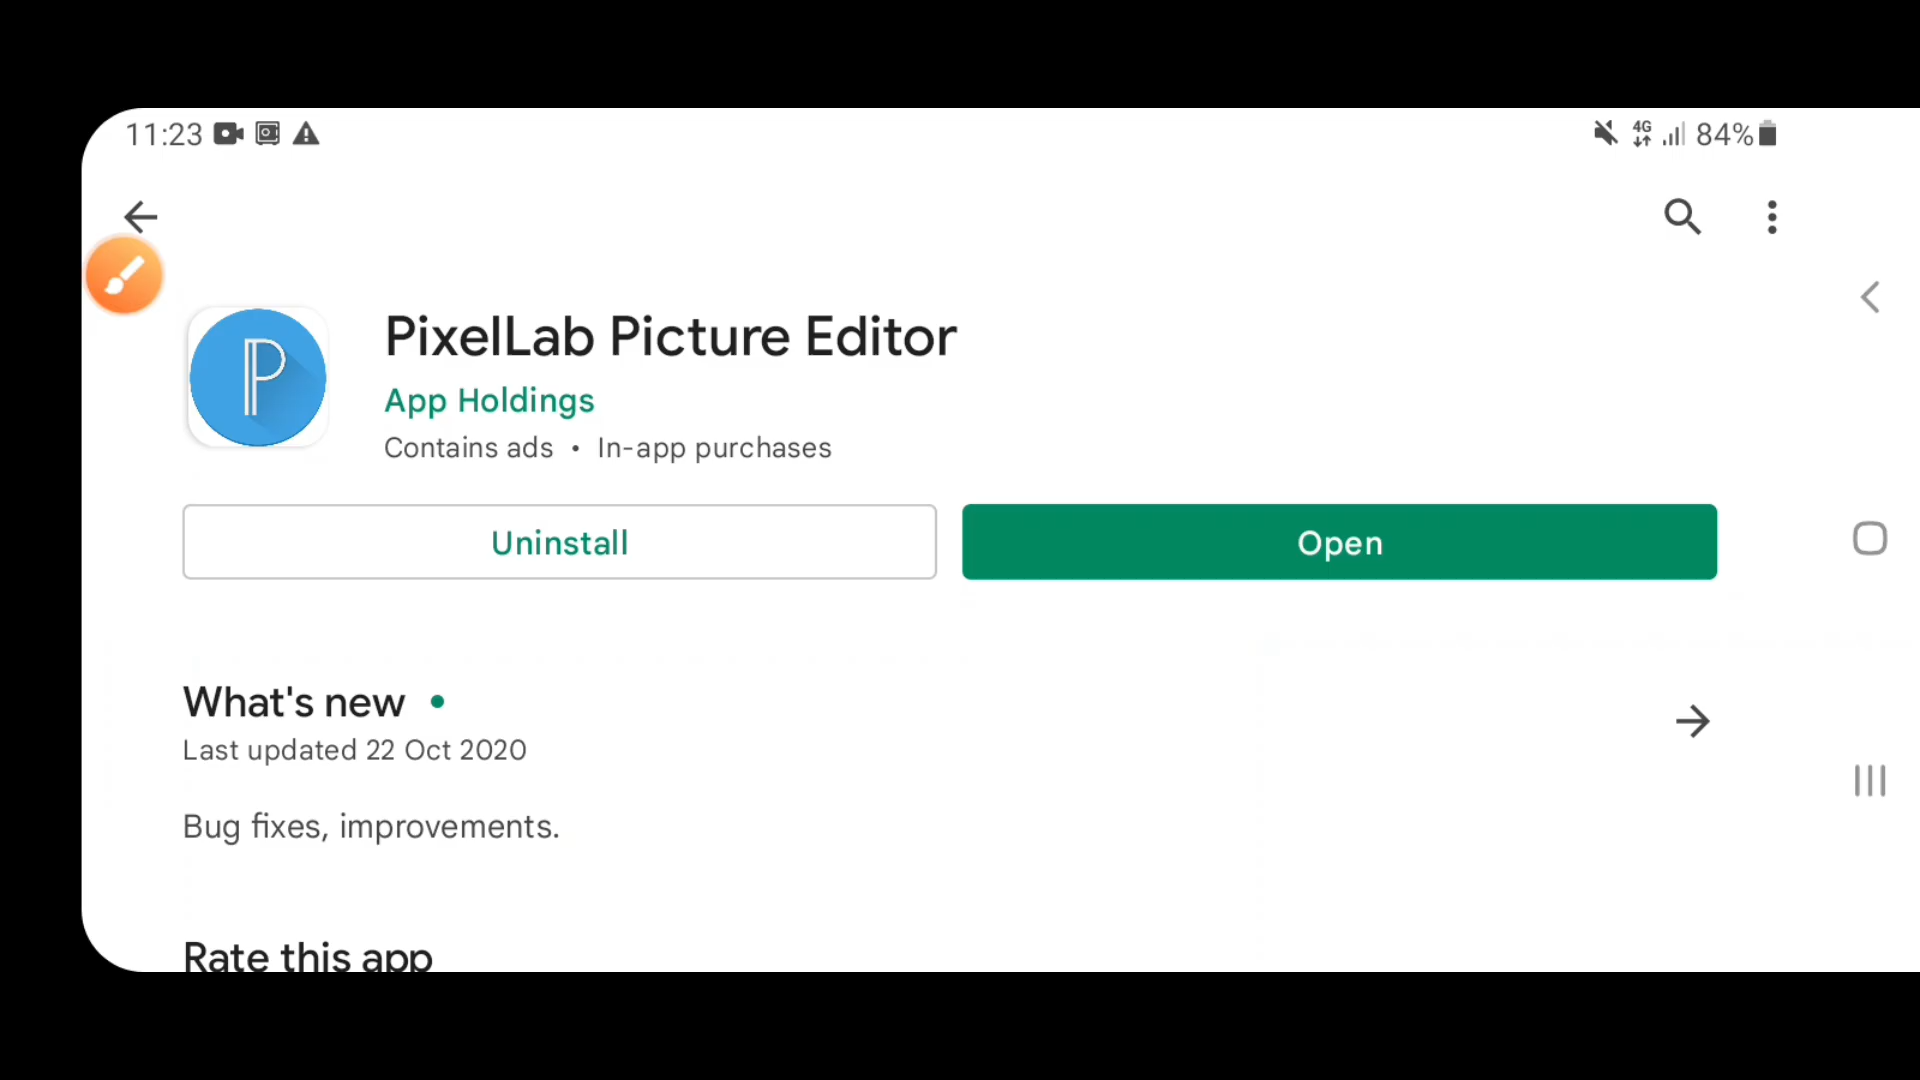 11:23 4G 84%
PixelLab Picture Editor
App Holdings
Contains ads • In-app purchases
Uninstall Open
What's new •
Last updated 22 Oct 2020
Bug fixes, improvements.
Rate this app